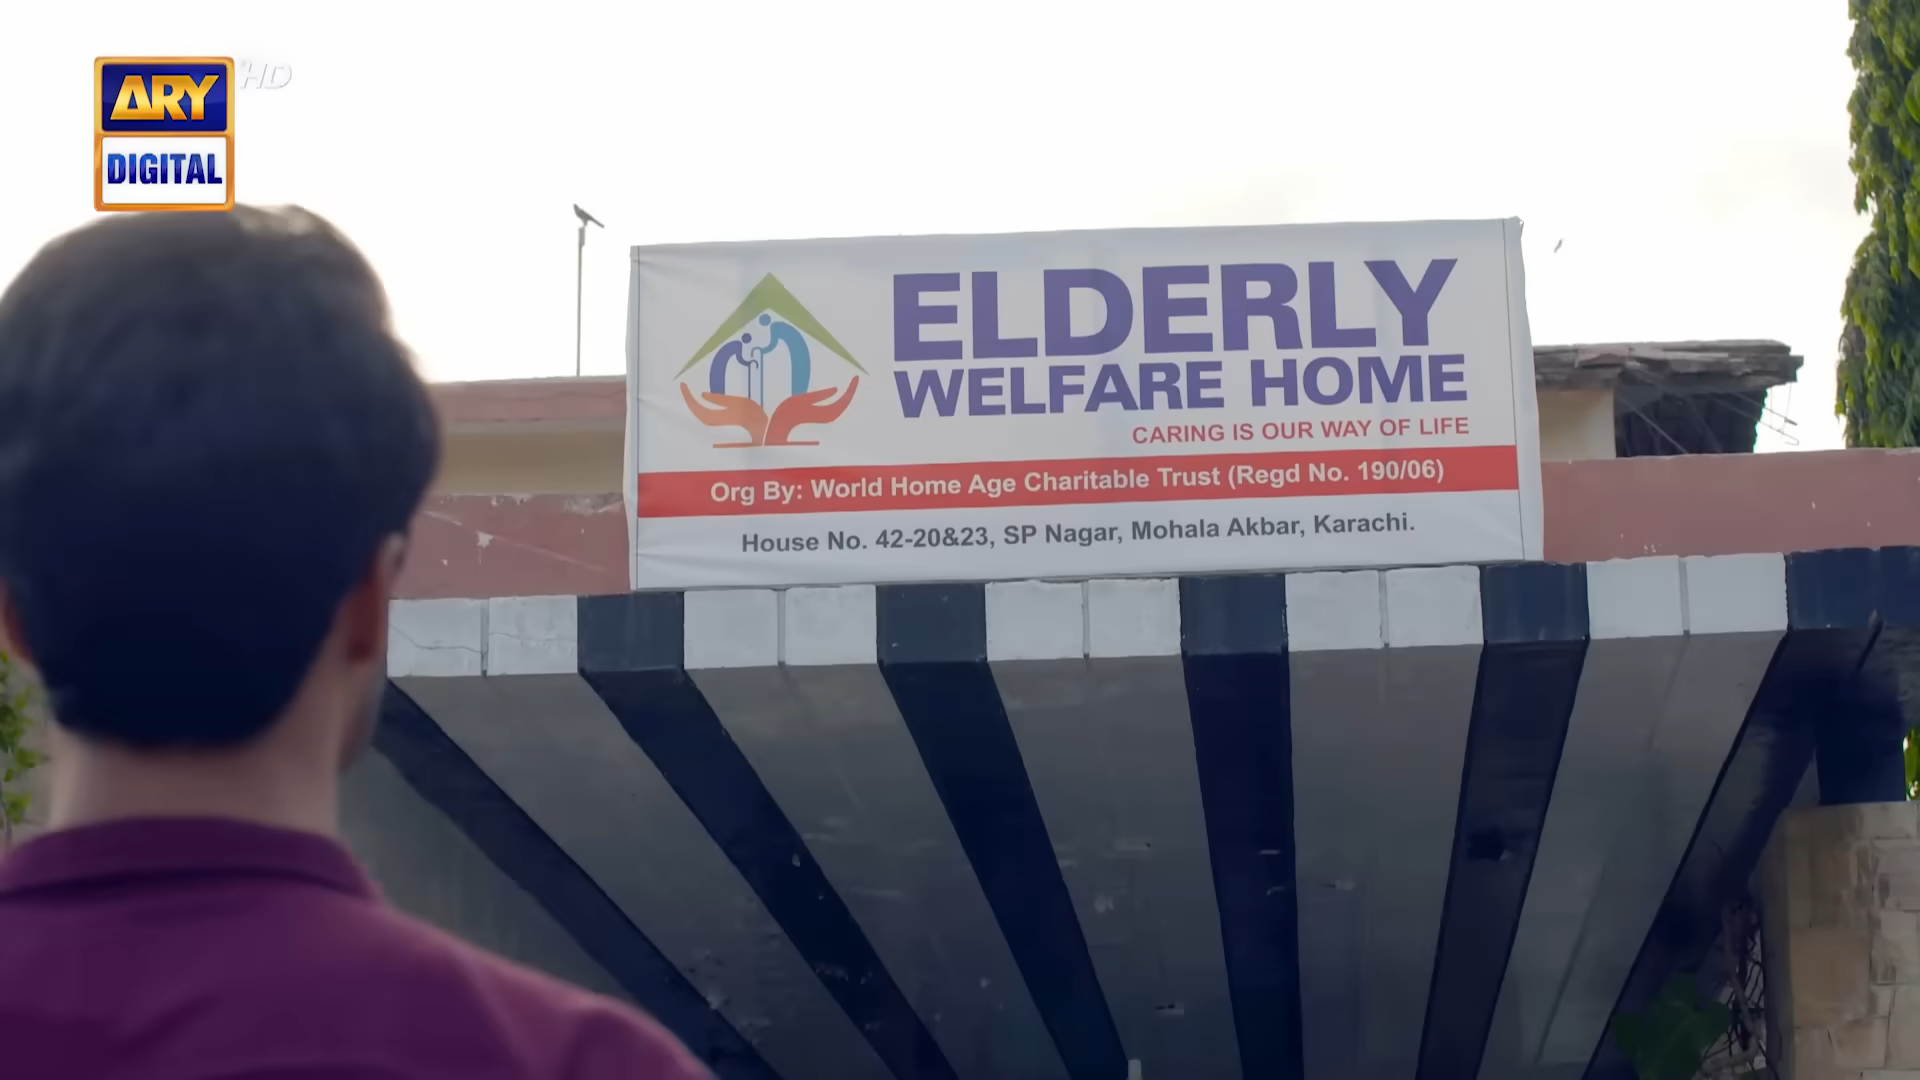 ARY HD
DIGITAL
ELDERLY
WELFARE HOME
CARING IS OUR WAY OF LIFE
Org By: World Home Age Charitable Trust (Regd No. 190/06)
House No. 42-20&23, SP Nagar, Mohala Akbar, Karachi.